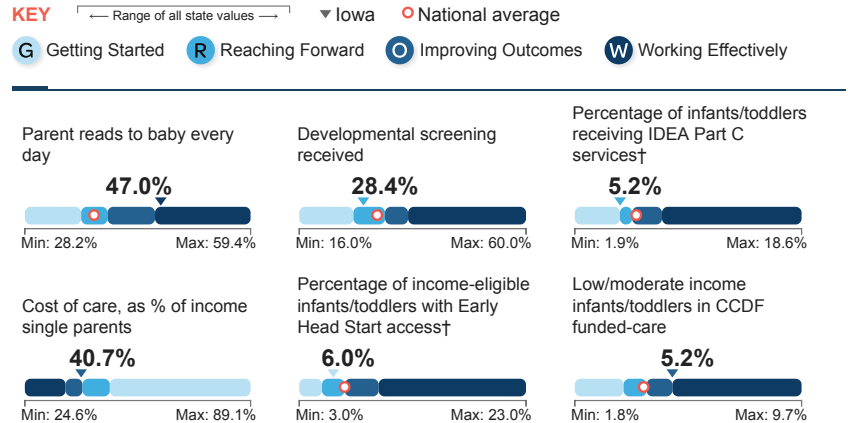 KEY
Range of all state values
Iowa
National average
G Getting Started
R Reaching Forward
O Improving Outcomes
W Working Effectively
Parent reads to baby every
day
47.0%
Min: 28.2%
Max: 59.4%
Developmental screening
received
28.4%
Min: 16.0%
Max: 60.0%
Percentage of infants/toddlers
receiving IDEA Part C
services†
5.2%
Min: 1.9%
Max: 18.6%
Cost of care, as % of income
single parents
40.7%
Min: 24.6%
Max: 89.1%
Percentage of income-eligible
infants/toddlers with Early
Head Start access†
6.0%
Min: 3.0%
Max: 23.0%
Low/moderate income
infants/toddlers in CCDF
funded-care
5.2%
Min: 1.8%
Max: 9.7%